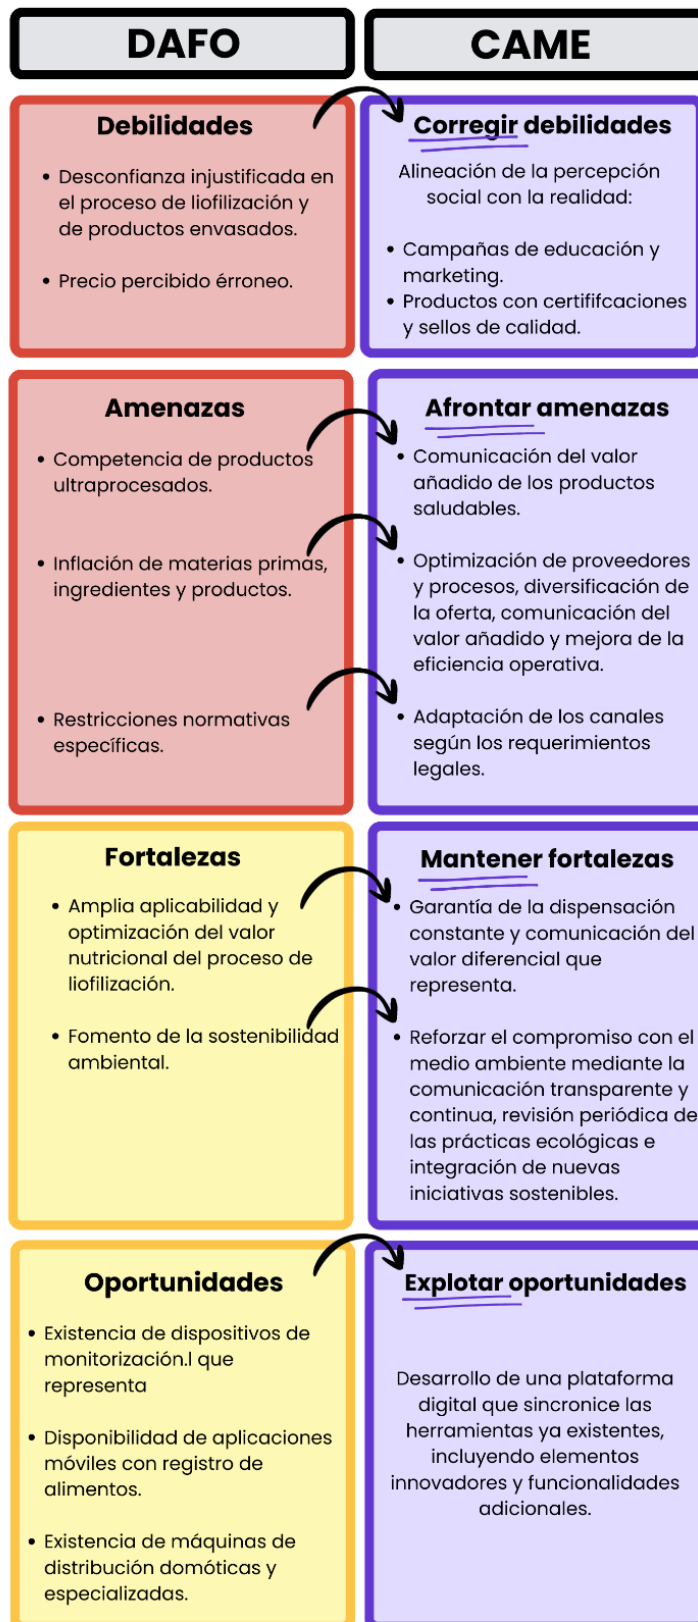 DAFO
CAME
Debilidades
• Desconfianza injustificada en
el proceso de liofilización y
de productos envasados.
• Precio percibido érroneo.
Corregir debilidades
Alineación de la percepción
social con la realidad:
• Campañas de educación y
marketing.
• Productos con certififcaciones
y sellos de calidad.
Amenazas
• Competencia de productos
ultraprocesados.
• Inflación de materias primas,
ingredientes y productos.
• Restricciones normativas
específicas.
Afrontar amenazas
• Comunicación del valor
añadido de los productos
saludables.
• Optimización de proveedores
y procesos, diversificación de
la oferta, comunicación del
valor añadido y mejora de la
eficiencia operativa.
• Adaptación de los canales
según los requerimientos
legales.
Fortalezas
• Amplia aplicabilidad y
optimización del valor
nutricional del proceso de
liofilización.
• Fomento de la sostenibilidad
ambiental.
Mantener fortalezas
• Garantía de la dispensación
constante y comunicación del
valor diferencial que
representa.
• Reforzar el compromiso con el
medio ambiente mediante la
comunicación transparente y
continua, revisión periódica de
las prácticas ecológicas e
integración de nuevas
iniciativas sostenibles.
Oportunidades
• Existencia de dispositivos de
monitorización.l que
representa
• Disponibilidad de aplicaciones
móviles con registro de
alimentos.
• Existencia de máquinas de
distribución domóticas y
especializadas.
Explotar oportunidades
Desarrollo de una plataforma
digital que sincronice las
herramientas ya existentes,
incluyendo elementos
innovadores y funcionalidades
adicionales.